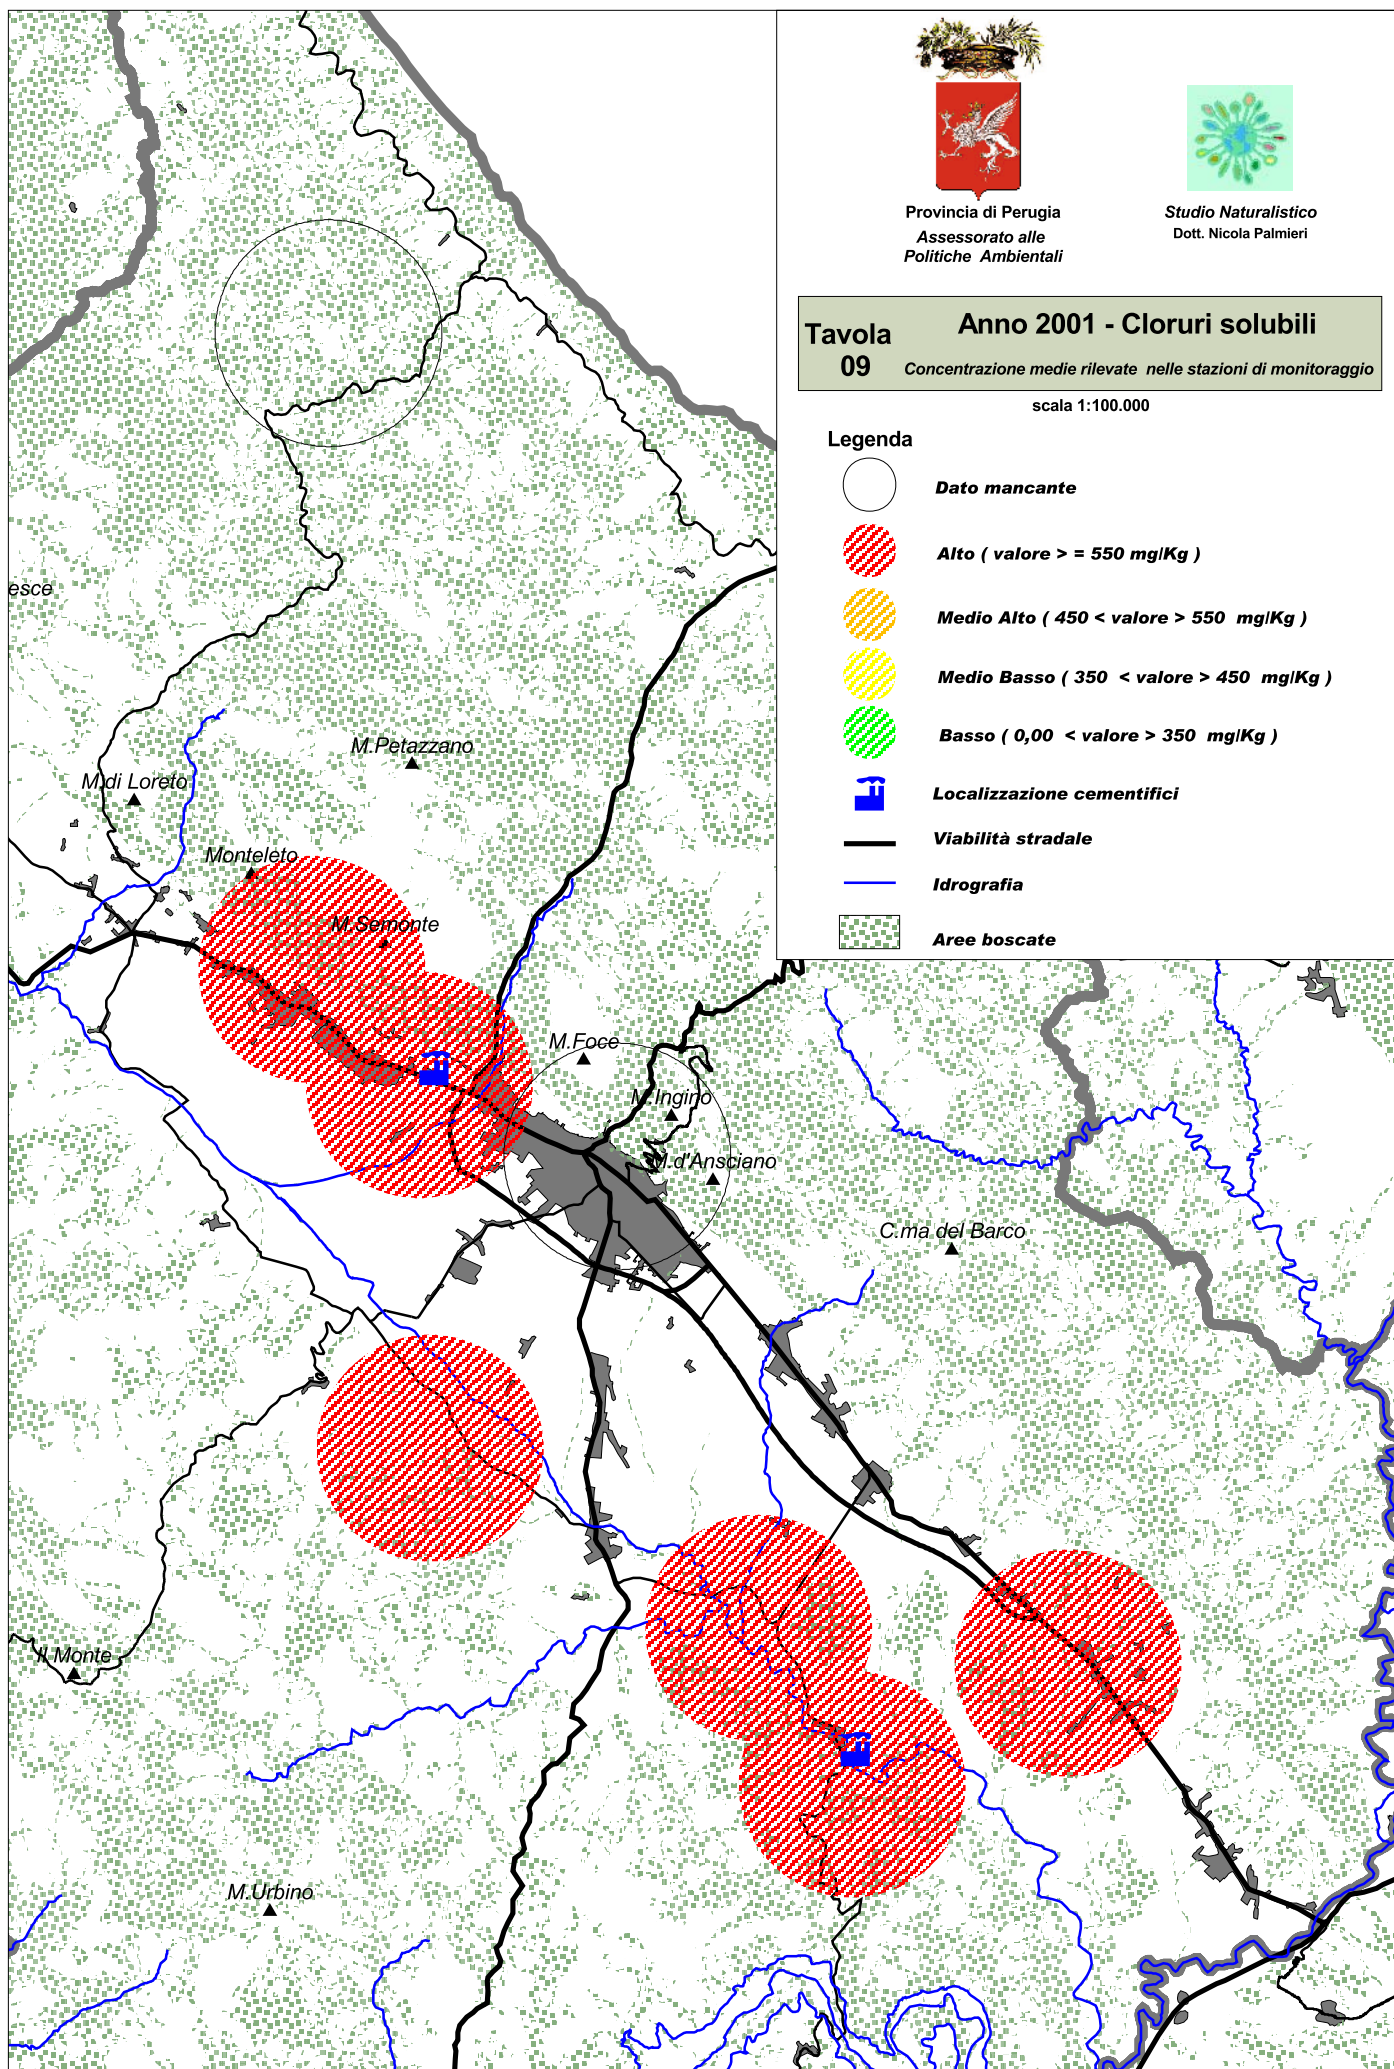 Provincia di Perugia
Assessorato alle
Politiche Ambientali
Studio Naturalistico
Dott. Nicola Palmieri
Tavola
09
Anno 2001 - Cloruri solubili
Concentrazione medie rilevate nelle stazioni di monitoraggio
scala 1:100.000
Legenda
Dato mancante
Alto ( valore > = 550 mg/Kg )
Medio Alto ( 450 < valore > 550 mg/Kg )
Medio Basso ( 350 < valore > 450 mg/Kg )
Basso ( 0,00 < valore > 350 mg/Kg )
Localizzazione cementifici
Viabilità stradale
Idrografia
Aree boscate
esce
M.Petazzano
M.di Loreto
Monteleto
M.Semonte
M.Foce
M.Ingino
M.d'Ansciano
C.ma del Barco
Il Monte
M.Urbino